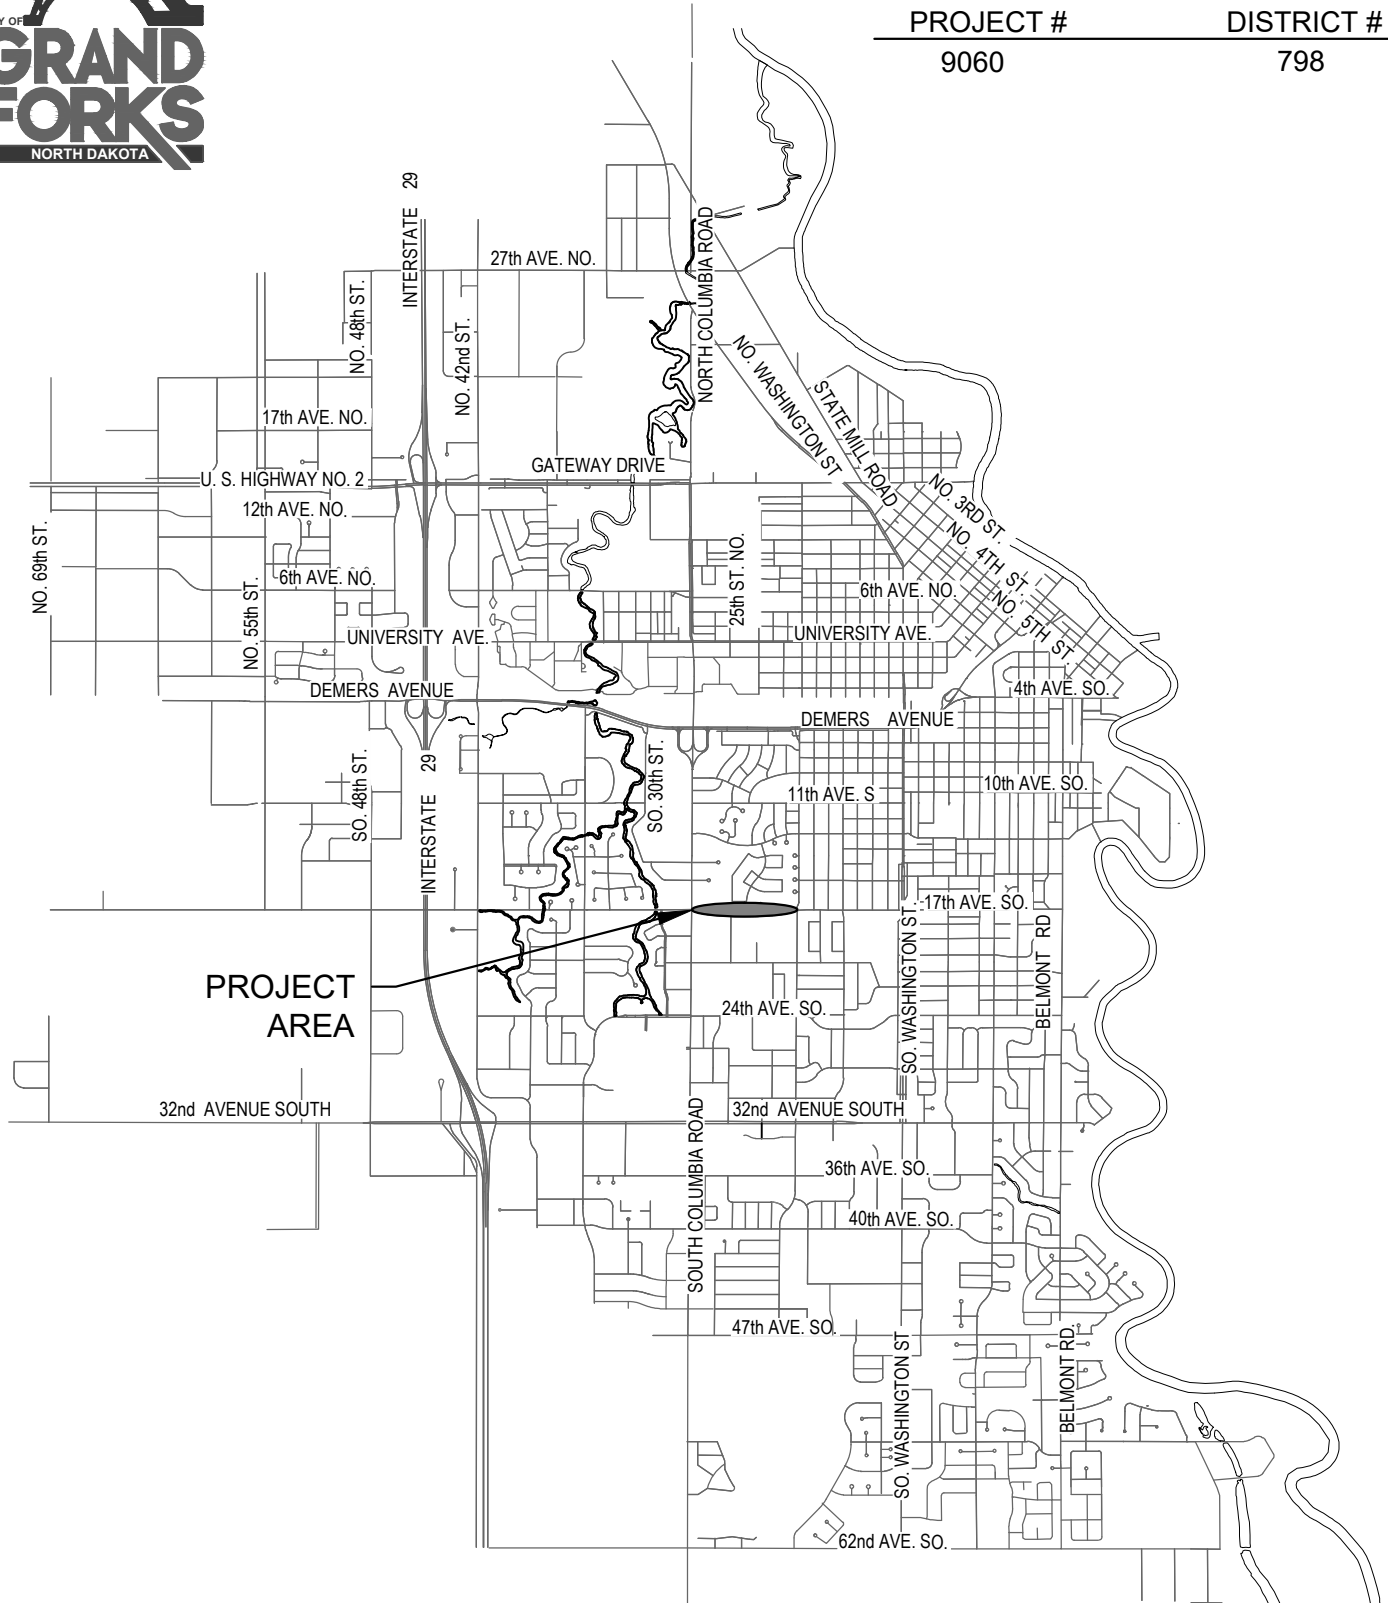 Y OF
GRAND
FORKS
NORTH DAKOTA
PROJECT # DISTRICT #
9060 798
INTERSTATE 29
27th AVE. NO.
NORTH COLUMBIA ROAD
NO. 48th ST.
NO. 42nd ST.
NO. WASHINGTON ST
STATE MILL ROAD
17th AVE. NO.
GATEWAY DRIVE
U. S. HIGHWAY NO. 2
12th AVE. NO.
NO. 3RD ST.
NO. 4TH ST.
NO. 5TH ST.
NO. 69th ST.
NO. 55th ST.
6th AVE. NO.
25th ST. NO.
6th AVE. NO.
UNIVERSITY AVE.
UNIVERSITY AVE.
DEMERS AVENUE
4th AVE. SO.
DEMERS AVENUE
SO. 48th ST.
INTERSTATE 29
SO. 30th ST.
11th AVE. S
10th AVE. SO.
17th AVE. SO.
SO. WASHINGTON ST
BELMONT RD
PROJECT
AREA
24th AVE. SO.
32nd AVENUE SOUTH
32nd AVENUE SOUTH
SOUTH COLUMBIA ROAD
36th AVE. SO.
40th AVE. SO.
47th AVE. SO.
SO. WASHINGTON ST
BELMONT RD.
62nd AVE. SO.